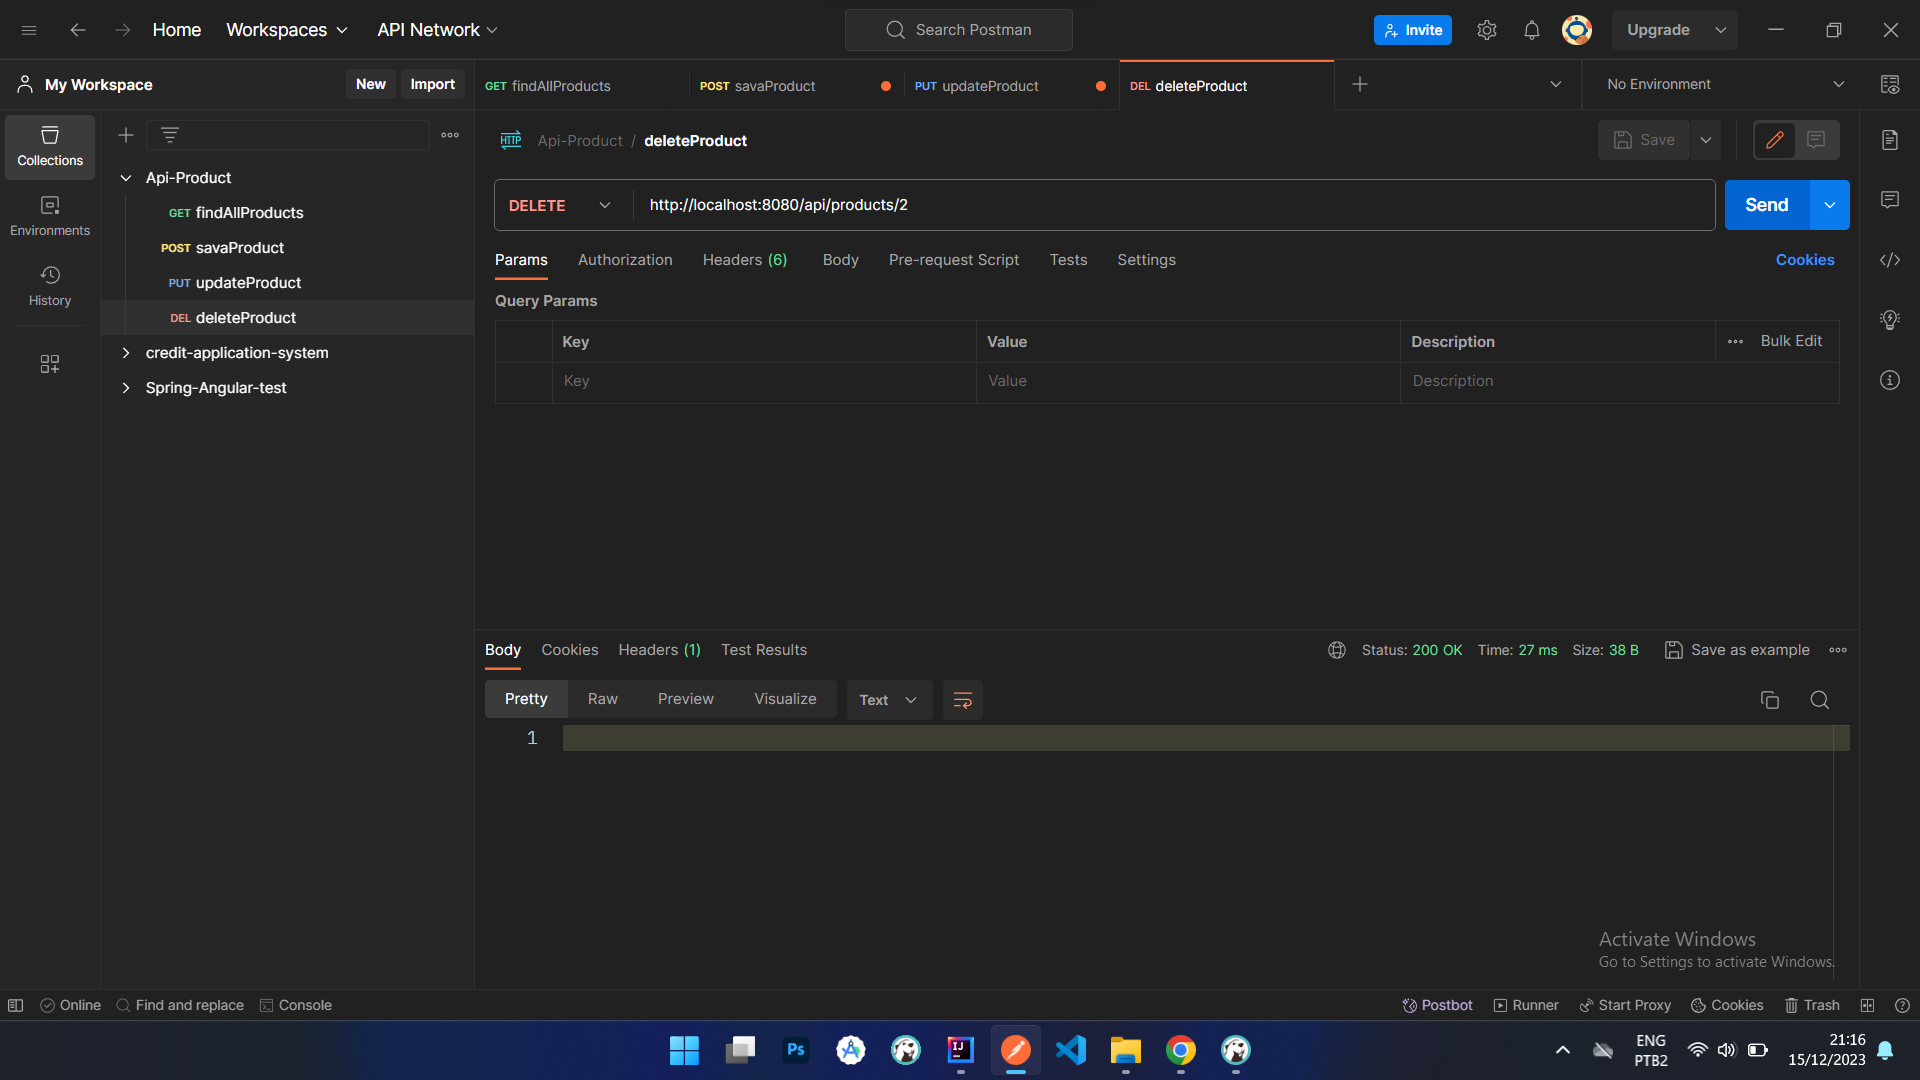 Home Workspaces API Network Search Postman Invite Upgrade
My Workspace New Import GET findAllProducts POST savaProduct PUT updateProduct DEL deleteProduct No Environment
Collections
Environments
History
Api-Product
GET findAllProducts
POST savaProduct
PUT updateProduct
DEL deleteProduct
credit-application-system
Spring-Angular-test
HTTP Api-Product / deleteProduct Save
DELETE http://localhost:8080/api/products/2 Send
Params Authorization Headers (6) Body Pre-request Script Tests Settings Cookies
Query Params
Key Value Description Bulk Edit
Key Value Description
Body Cookies Headers (1) Test Results Status: 200 OK Time: 27 ms Size: 38 B Save as example
Pretty Raw Preview Visualize Text
1
Activate Windows
Go to Settings to activate Windows.
Online Find and replace Console Postbot Runner Start Proxy Cookies Trash
Ps IJ
ENG
PTB2
21:16
15/12/2023